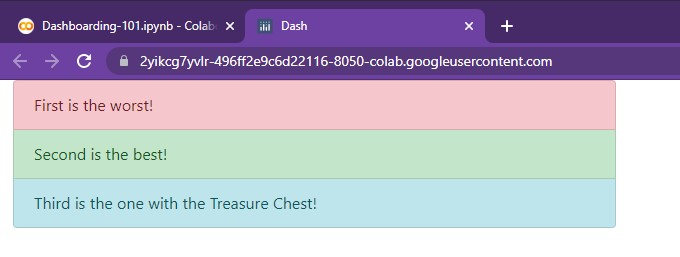 Dashboarding-101.ipynb - Colab
Dash
2yikcg7yvlr-496ff2e9c6d22116-8050-colab.googleusercontent.com
First is the worst!
Second is the best!
Third is the one with the Treasure Chest!